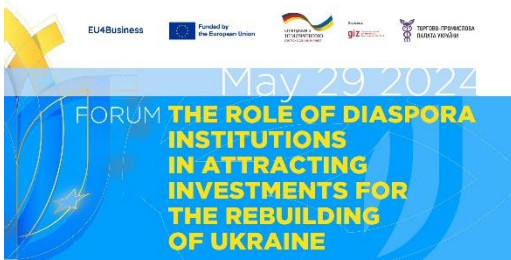 EU4Business
Funded by
the European Union
giz
ТОРГОВО-ПРОМИСЛОВА
ПАЛАТА УКРАЇНИ
May 29 2024
FORUM THE ROLE OF DIASPORA
INSTITUTIONS
IN ATTRACTING
INVESTMENTS FOR
THE REBUILDING
OF UKRAINE